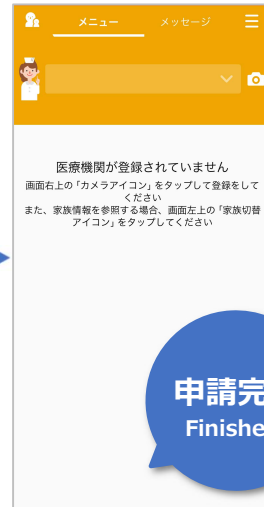 メニュー メッセージ
医療機関が登録されていません
画面右上の「カメラアイコン」をタップして登録をして
ください
また、家族情報を参照する場合、画面左上の「家族切替
アイコン」をタップしてください
申請完
Finishe